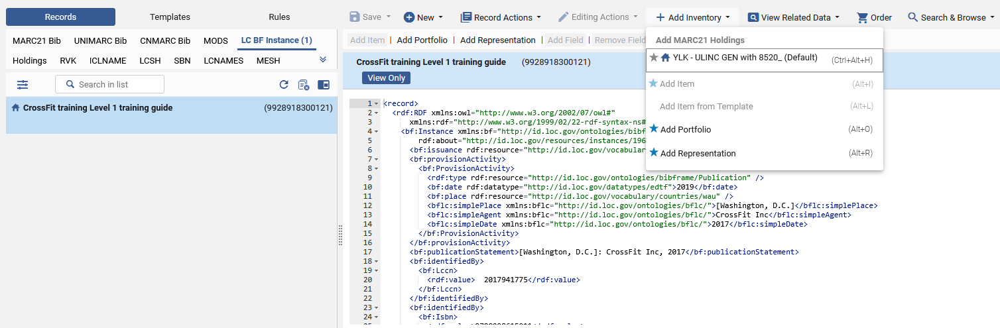 Records Templates Rules
Save New Record Actions Editing Actions Add Inventory View Related Data Order Search & Browse
MARC21 Bib UNIMARC Bib CNMARC Bib MODS LC BF Instance (1)
Holdings RVK ICLNAME LCSH SBN LCNAMES MESH
Search in list
CrossFit training Level 1 training guide (9928918300121)
Add Item | Add Portfolio | Add Representation | Add Field | Remove Field
CrossFit training Level 1 training guide (9928918300121)
View Only
Add MARC21 Holdings
YLK - ULINC GEN with 8520_ (Default) (Ctrl+Alt+H)
Add Item (Alt+I)
Add Item from Template (Alt+L)
Add Portfolio (Alt+O)
Add Representation (Alt+R)
1 <record>
2 <rdf:RDF xmlns:owl="http://www.w3.org/2002/07/owl#"
3 xmlns:rdf="http://www.w3.org/1999/02/22-rdf-syntax-ns#
4 <bf:Instance xmlns:bf="http://id.loc.gov/ontologies/bibf
5 rdf:about="http://id.loc.gov/resources/instances/196
6 <bf:issuance rdf:resource="http://id.loc.gov/vocabular
7 <bf:provisionActivity>
8 <bf:ProvisionActivity>
9 <rdf:type rdf:resource="http://id.loc.gov/ontologies/bibframe/Publication" />
10 <bf:date rdf:datatype="http://id.loc.gov/datatypes/edtf">2019</bf:date>
11 <bf:place rdf:resource="http://id.loc.gov/vocabulary/countries/wau" />
12 <bflc:simplePlace xmlns:bflc="http://id.loc.gov/ontologies/bflc/">[Washington, D.C.]</bflc:simplePlace>
13 <bflc:simpleAgent xmlns:bflc="http://id.loc.gov/ontologies/bflc/">CrossFit Inc</bflc:simpleAgent>
14 <bflc:simpleDate xmlns:bflc="http://id.loc.gov/ontologies/bflc/">2017</bflc:simpleDate>
15 </bf:ProvisionActivity>
16 </bf:provisionActivity>
17 <bf:publicationStatement>[Washington, D.C.]: CrossFit Inc, 2017</bf:publicationStatement>
18 <bf:identifiedBy>
19 <bf:Lccn>
20 <rdf:value>  2017941775</rdf:value>
21 </bf:Lccn>
22 </bf:identifiedBy>
23 <bf:identifiedBy>
24 <bf:Isbn>